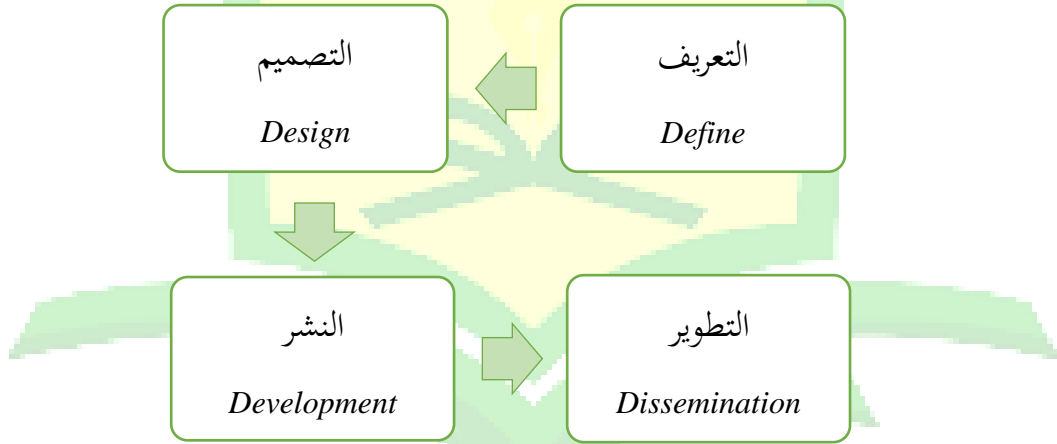 التعريف
Define
التصميم
Design
النشر
Development
التطوير
Dissemination